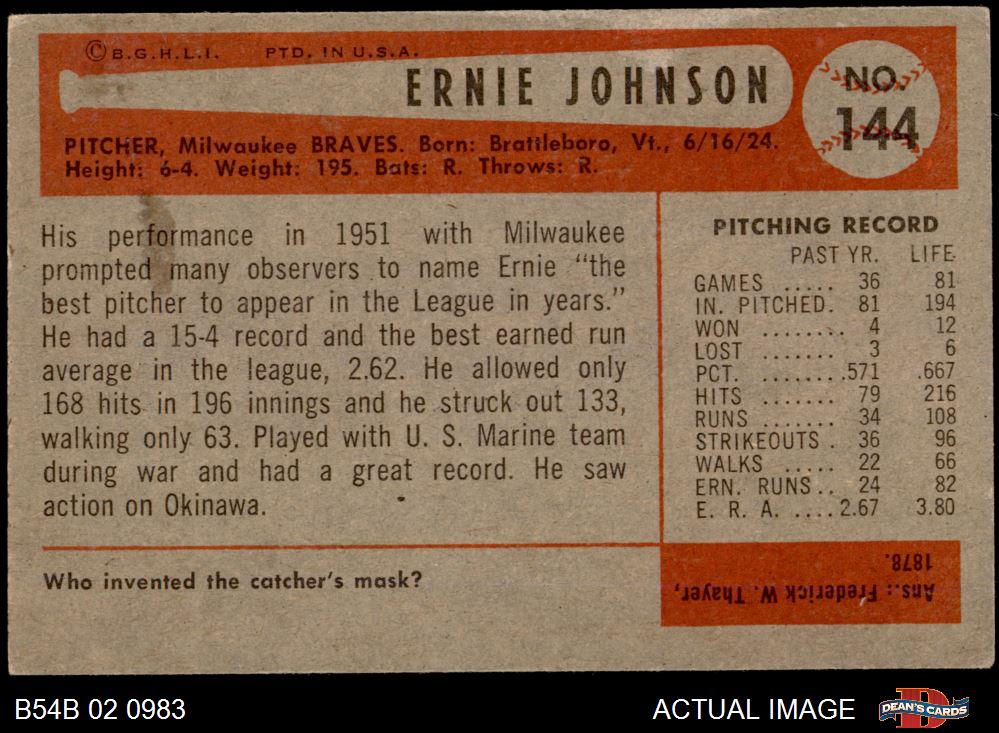 © B.G.H.L.I. PTD. IN U.S.A.
ERNIE JOHNSON
NO.
144
PITCHER, Milwaukee BRAVES. Born: Brattleboro, Vt., 6/16/24.
Height: 6-4. Weight: 195. Bats: R. Throws: R.
His performance in 1951 with Milwaukee
prompted many observers to name Ernie "the
best pitcher to appear in the League in years."
He had a 15-4 record and the best earned run
average in the league, 2.62. He allowed only
168 hits in 196 innings and he struck out 133,
walking only 63. Played with U. S. Marine team
during war and had a great record. He saw
action on Okinawa.
PITCHING RECORD
PAST YR. LIFE
GAMES ..... 36 81
IN. PITCHED. 81 194
WON ........ 4 12
LOST ....... 3 6
PCT. ........571 .667
HITS ....... 79 216
RUNS ....... 34 108
STRIKEOUTS . 36 96
WALKS ..... 22 66
ERN. RUNS.. 24 82
E. R. A. ....2.67 3.80
Who invented the catcher's mask?
Ans.: Frederick W. Thayer,
1878.
B54B 02 0983
ACTUAL IMAGE
D
DEAN'S CARDS